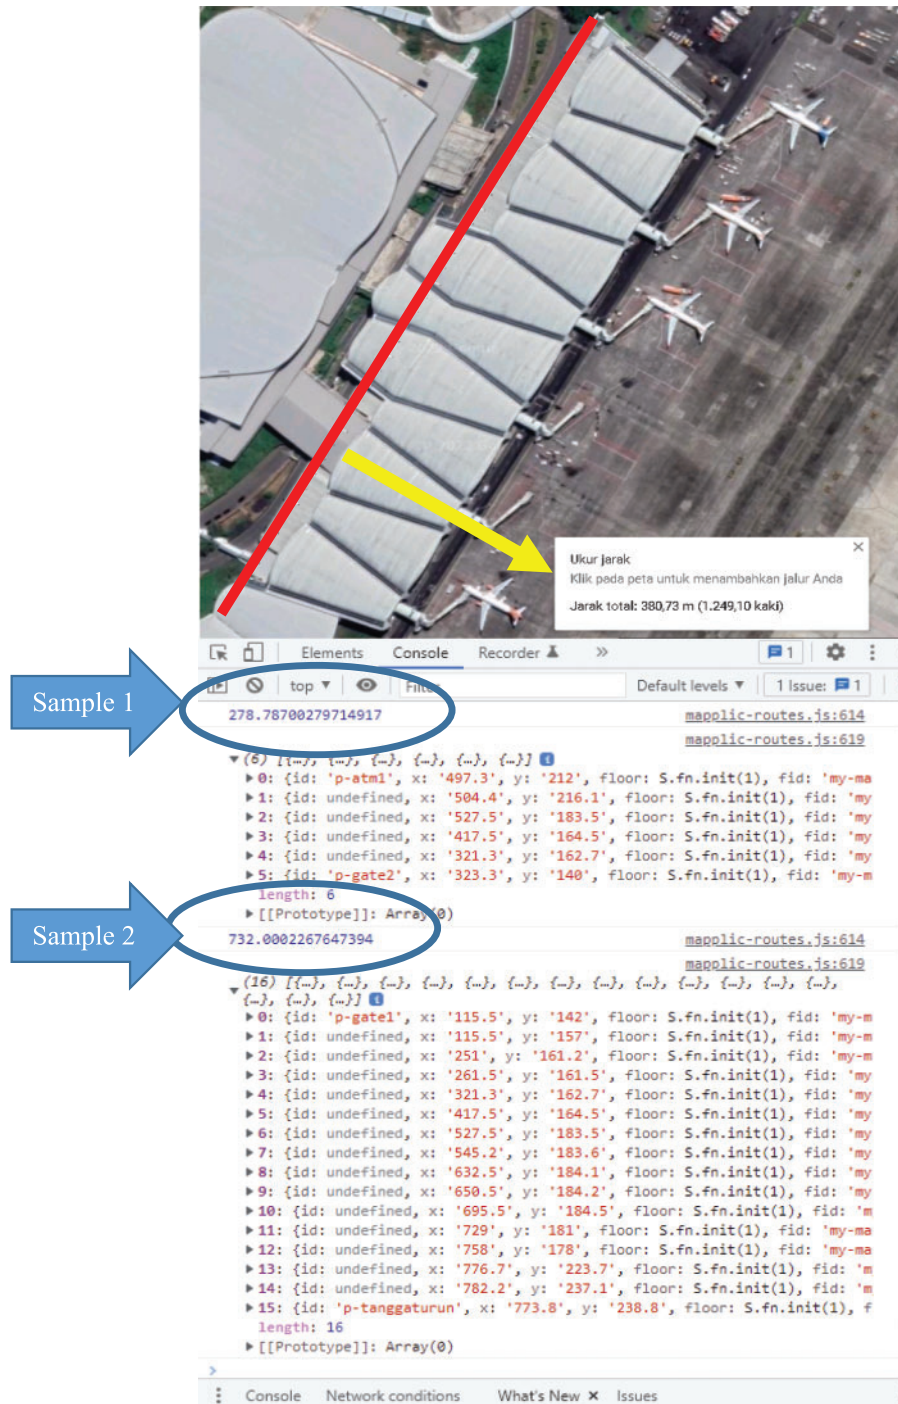 Ukur jarak
Klik pada peta untuk menambahkan jalur Anda
Jarak total: 380,73 m (1.249,10 kaki)
Elements Console Recorder » 1
top ▼ Filter Default levels ▼ 1 Issue: 1
Sample 1
278.78700279714917 mapplic-routes.js:614
mapplic-routes.js:619
▼(6) [{…}, {…}, {…}, {…}, {…}, {…}] i
▶0: {id: 'p-atm1', x: '497.3', y: '212', floor: S.fn.init(1), fid: 'my-ma
▶1: {id: undefined, x: '504.4', y: '216.1', floor: S.fn.init(1), fid: 'my
▶2: {id: undefined, x: '527.5', y: '183.5', floor: S.fn.init(1), fid: 'my
▶3: {id: undefined, x: '417.5', y: '164.5', floor: S.fn.init(1), fid: 'my
▶4: {id: undefined, x: '321.3', y: '162.7', floor: S.fn.init(1), fid: 'my
▶5: {id: 'p-gate2', x: '323.3', y: '140', floor: S.fn.init(1), fid: 'my-m
length: 6
▶[[Prototype]]: Array(0)
Sample 2
732.0002267647394 mapplic-routes.js:614
mapplic-routes.js:619
▼(16) [{…}, {…}, {…}, {…}, {…}, {…}, {…}, {…}, {…}, {…}, {…}, {…}, {…},
{…}, {…}, {…}] i
▶0: {id: 'p-gate1', x: '115.5', y: '142', floor: S.fn.init(1), fid: 'my-m
▶1: {id: undefined, x: '115.5', y: '157', floor: S.fn.init(1), fid: 'my-m
▶2: {id: undefined, x: '251', y: '161.2', floor: S.fn.init(1), fid: 'my-m
▶3: {id: undefined, x: '261.5', y: '161.5', floor: S.fn.init(1), fid: 'my
▶4: {id: undefined, x: '321.3', y: '162.7', floor: S.fn.init(1), fid: 'my
▶5: {id: undefined, x: '417.5', y: '164.5', floor: S.fn.init(1), fid: 'my
▶6: {id: undefined, x: '527.5', y: '183.5', floor: S.fn.init(1), fid: 'my
▶7: {id: undefined, x: '545.2', y: '183.6', floor: S.fn.init(1), fid: 'my
▶8: {id: undefined, x: '632.5', y: '184.1', floor: S.fn.init(1), fid: 'my
▶9: {id: undefined, x: '650.5', y: '184.2', floor: S.fn.init(1), fid: 'my
▶10: {id: undefined, x: '695.5', y: '184.5', floor: S.fn.init(1), fid: 'm
▶11: {id: undefined, x: '729', y: '181', floor: S.fn.init(1), fid: 'my-ma
▶12: {id: undefined, x: '758', y: '178', floor: S.fn.init(1), fid: 'my-ma
▶13: {id: undefined, x: '776.7', y: '223.7', floor: S.fn.init(1), fid: 'm
▶14: {id: undefined, x: '782.2', y: '237.1', floor: S.fn.init(1), fid: 'm
▶15: {id: 'p-tanggaturun', x: '773.8', y: '238.8', floor: S.fn.init(1), f
length: 16
▶[[Prototype]]: Array(0)
>
Console Network conditions What's New × Issues